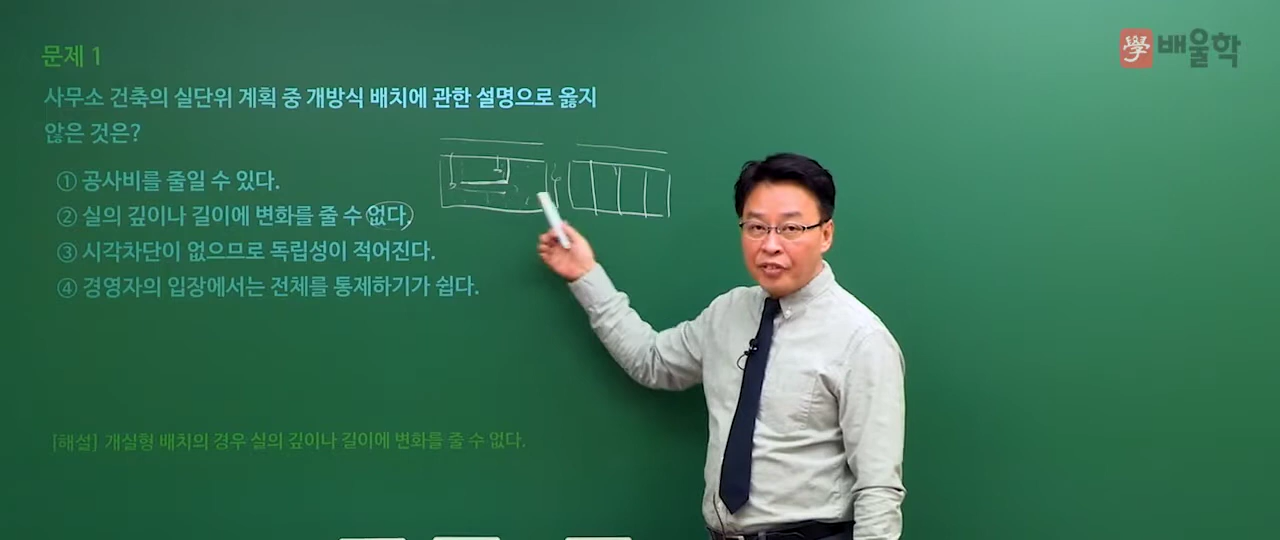 學 배울학
문제 1
사무소 건축의 실단위 계획 중 개방식 배치에 관한 설명으로 옳지
않은 것은?
① 공사비를 줄일 수 있다.
② 실의 깊이나 길이에 변화를 줄 수 없다.
③ 시각차단이 없으므로 독립성이 적어진다.
④ 경영자의 입장에서는 전체를 통제하기가 쉽다.
[해설] 개실형 배치의 경우 실의 깊이나 길이에 변화를 줄 수 없다.